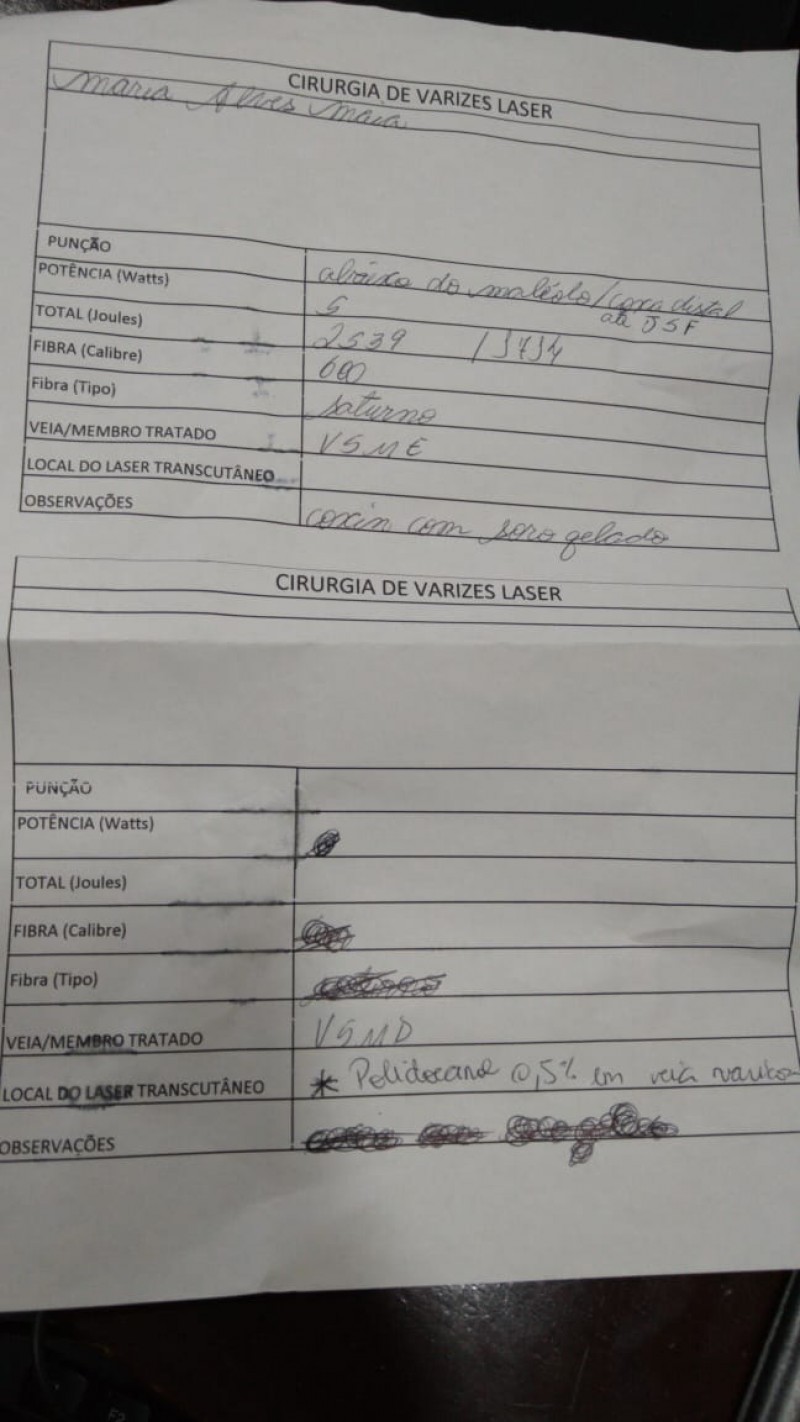 CIRURGIA DE VARIZES LASER
Maria Alves Maia
PUNÇÃO
abaixo do maléolo/coxa distal
até JSF
POTÊNCIA (Watts)
5
TOTAL (Joules)
2539
FIBRA (Calibre)
600
Fibra (Tipo)
saturno
VEIA/MEMBRO TRATADO
VSME
LOCAL DO LASER TRANSCUTÂNEO
OBSERVAÇÕES
coxin com soro gelado
CIRURGIA DE VARIZES LASER
PUNÇÃO
POTÊNCIA (Watts)
TOTAL (Joules)
FIBRA (Calibre)
Fibra (Tipo)
VEIA/MEMBRO TRATADO
VSMD
LOCAL DO LASER TRANSCUTÂNEO
* Polidocanol 0,5% em veia
OBSERVAÇÕES